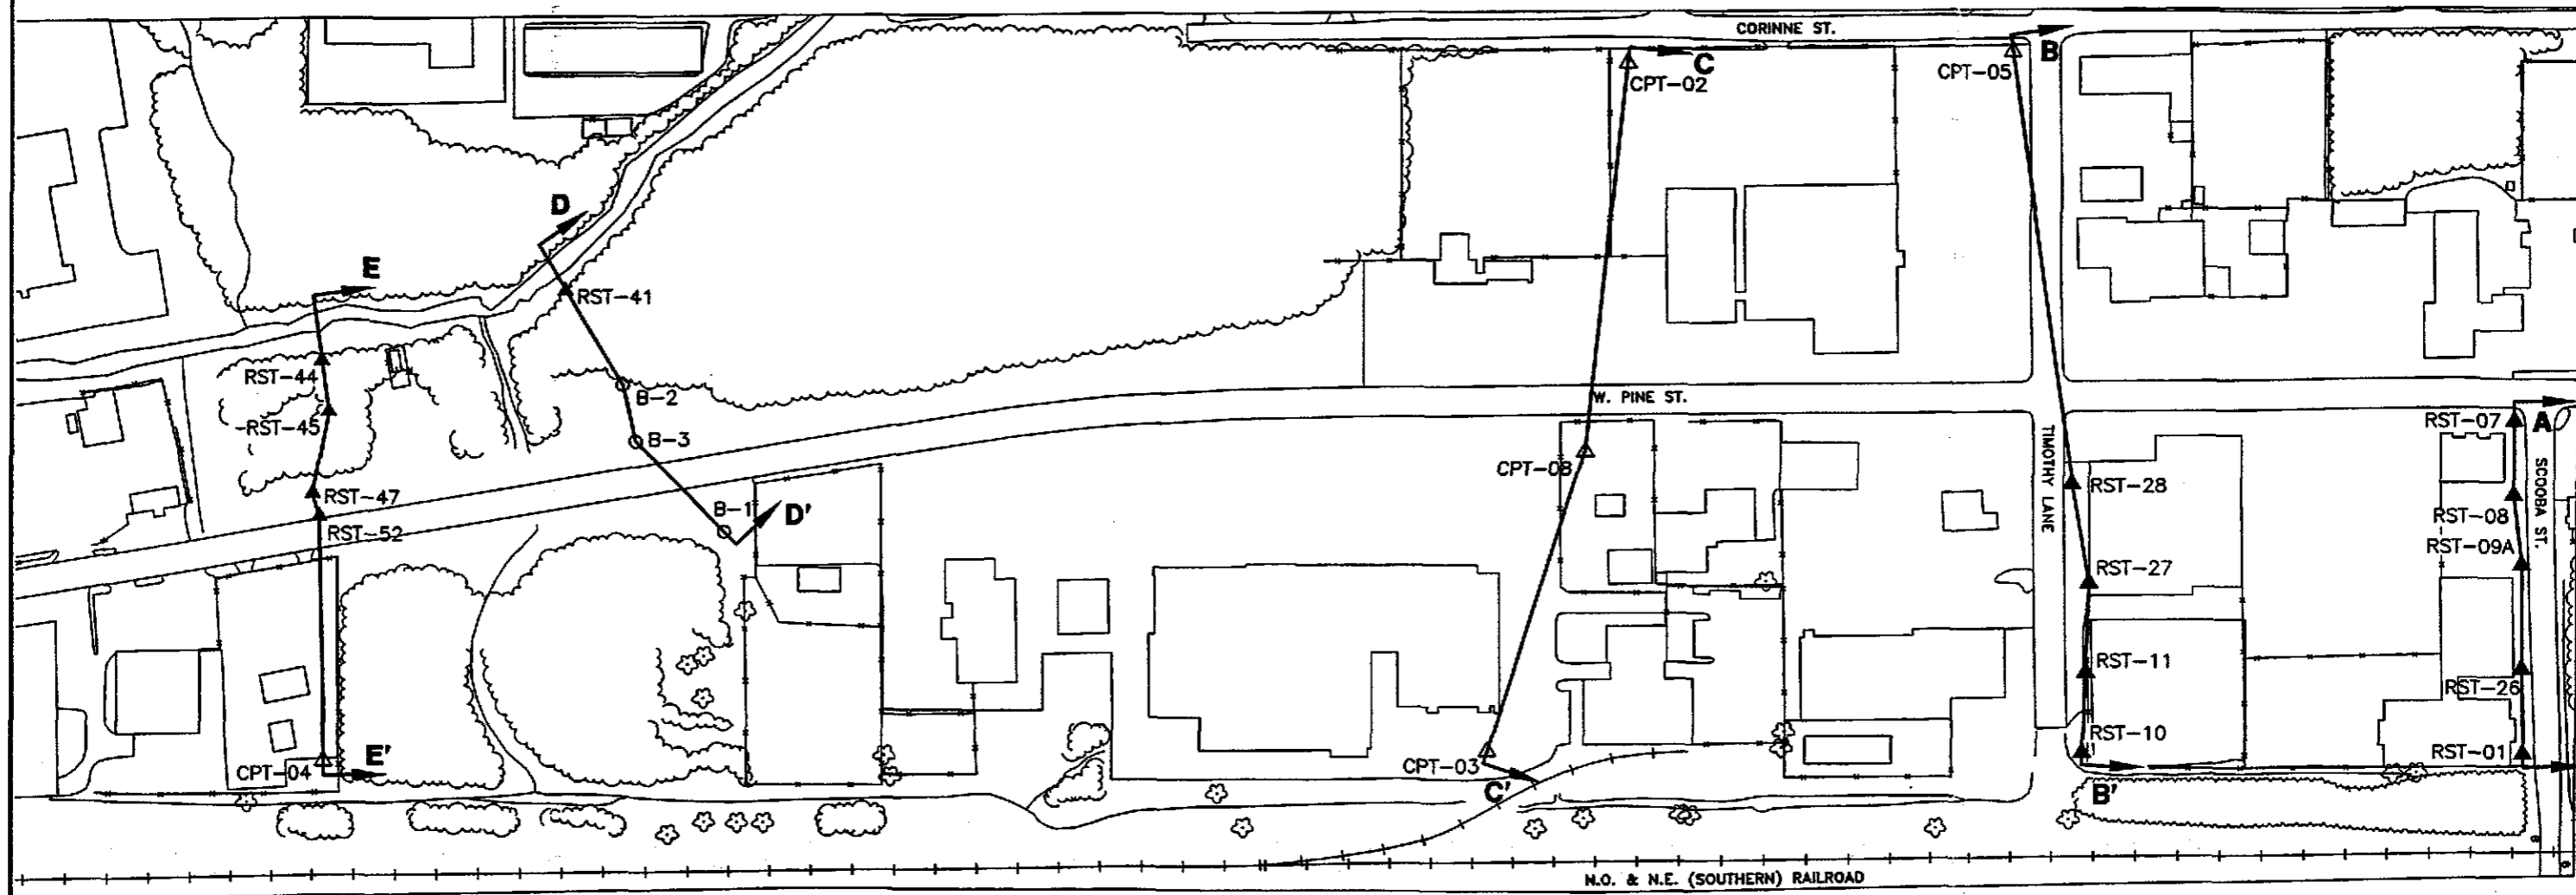 CORINNE ST.
B
C
CPT-05
CPT-02
D
E
RST-41
RST-44
B-2
W. PINE ST.
RST-07
A
RST-45
B-3
TIMOTHY LANE
SCOOBA ST.
CPT-08
RST-28
RST-47
B-1
D'
RST-08
RST-52
RST-09A
RST-27
RST-11
RST-26
RST-10
RST-01
CPT-04
E'
CPT-03
C'
B'
N.O. & N.E. (SOUTHERN) RAILROAD